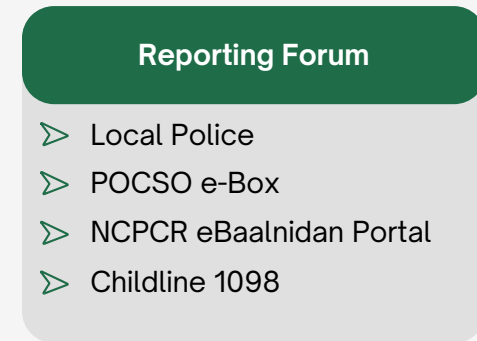 Reporting Forum
Local Police
POCSO e-Box
NCPCR eBaalnidan Portal
Childline 1098